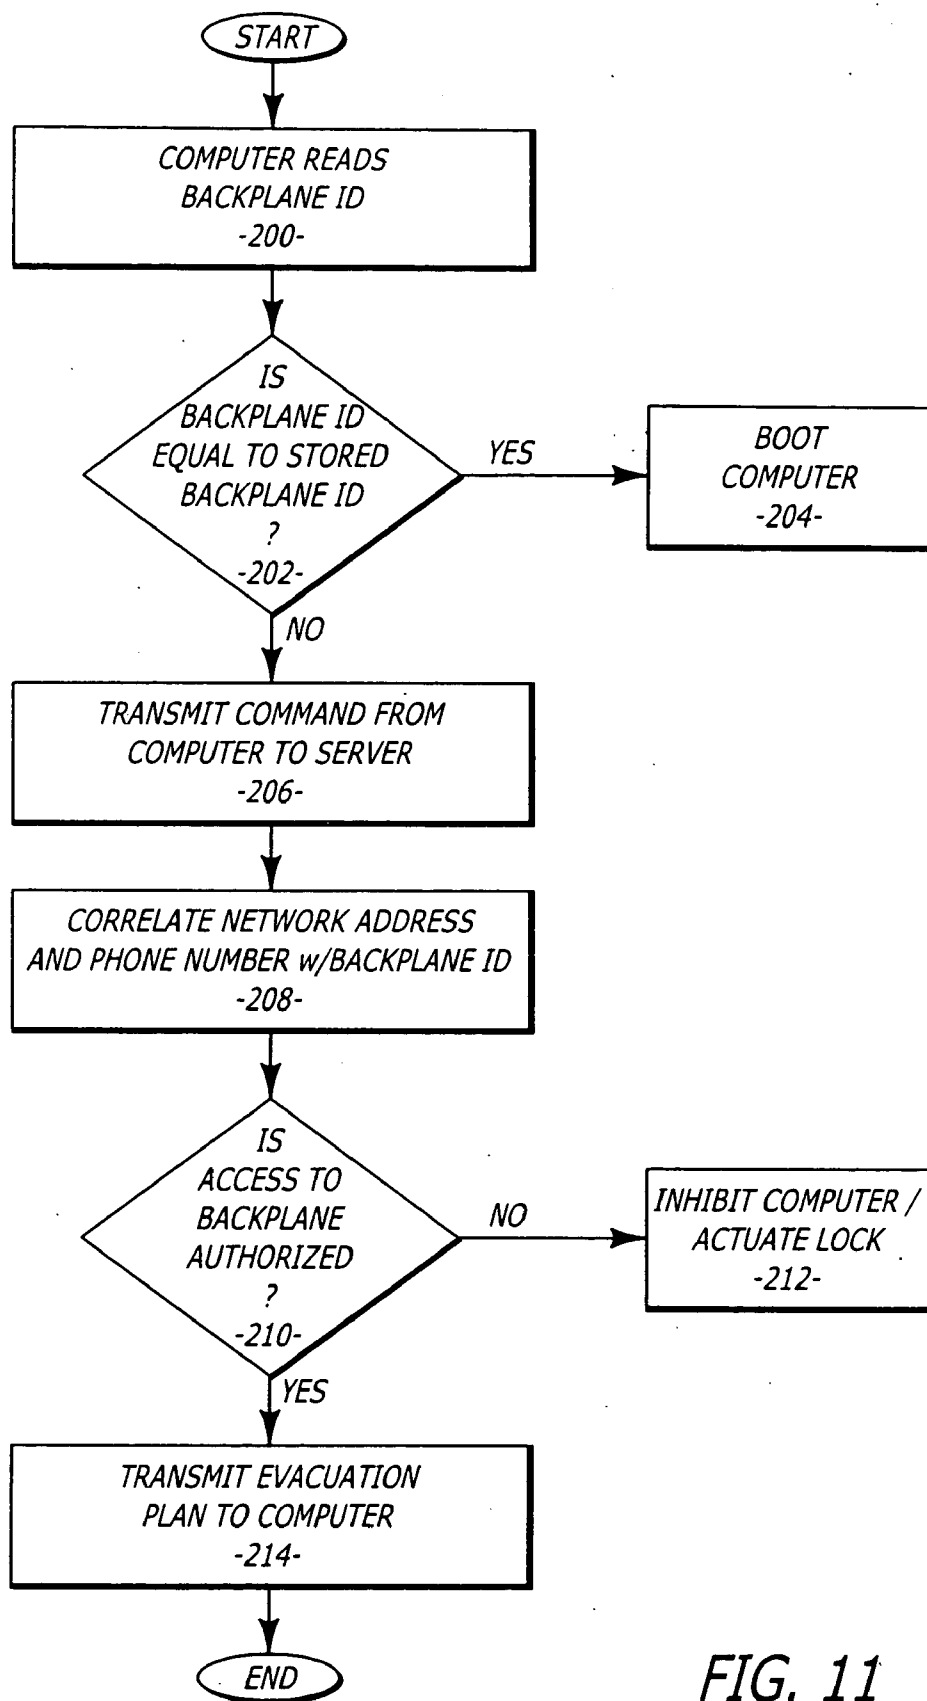 START
COMPUTER READS
BACKPLANE ID
-200-
IS
BACKPLANE ID
EQUAL TO STORED
BACKPLANE ID
?
-202-
YES
BOOT
COMPUTER
-204-
NO
TRANSMIT COMMAND FROM
COMPUTER TO SERVER
-206-
CORRELATE NETWORK ADDRESS
AND PHONE NUMBER w/BACKPLANE ID
-208-
IS
ACCESS TO
BACKPLANE
AUTHORIZED
?
-210-
NO
INHIBIT COMPUTER /
ACTUATE LOCK
-212-
YES
TRANSMIT EVACUATION
PLAN TO COMPUTER
-214-
END
FIG. 11